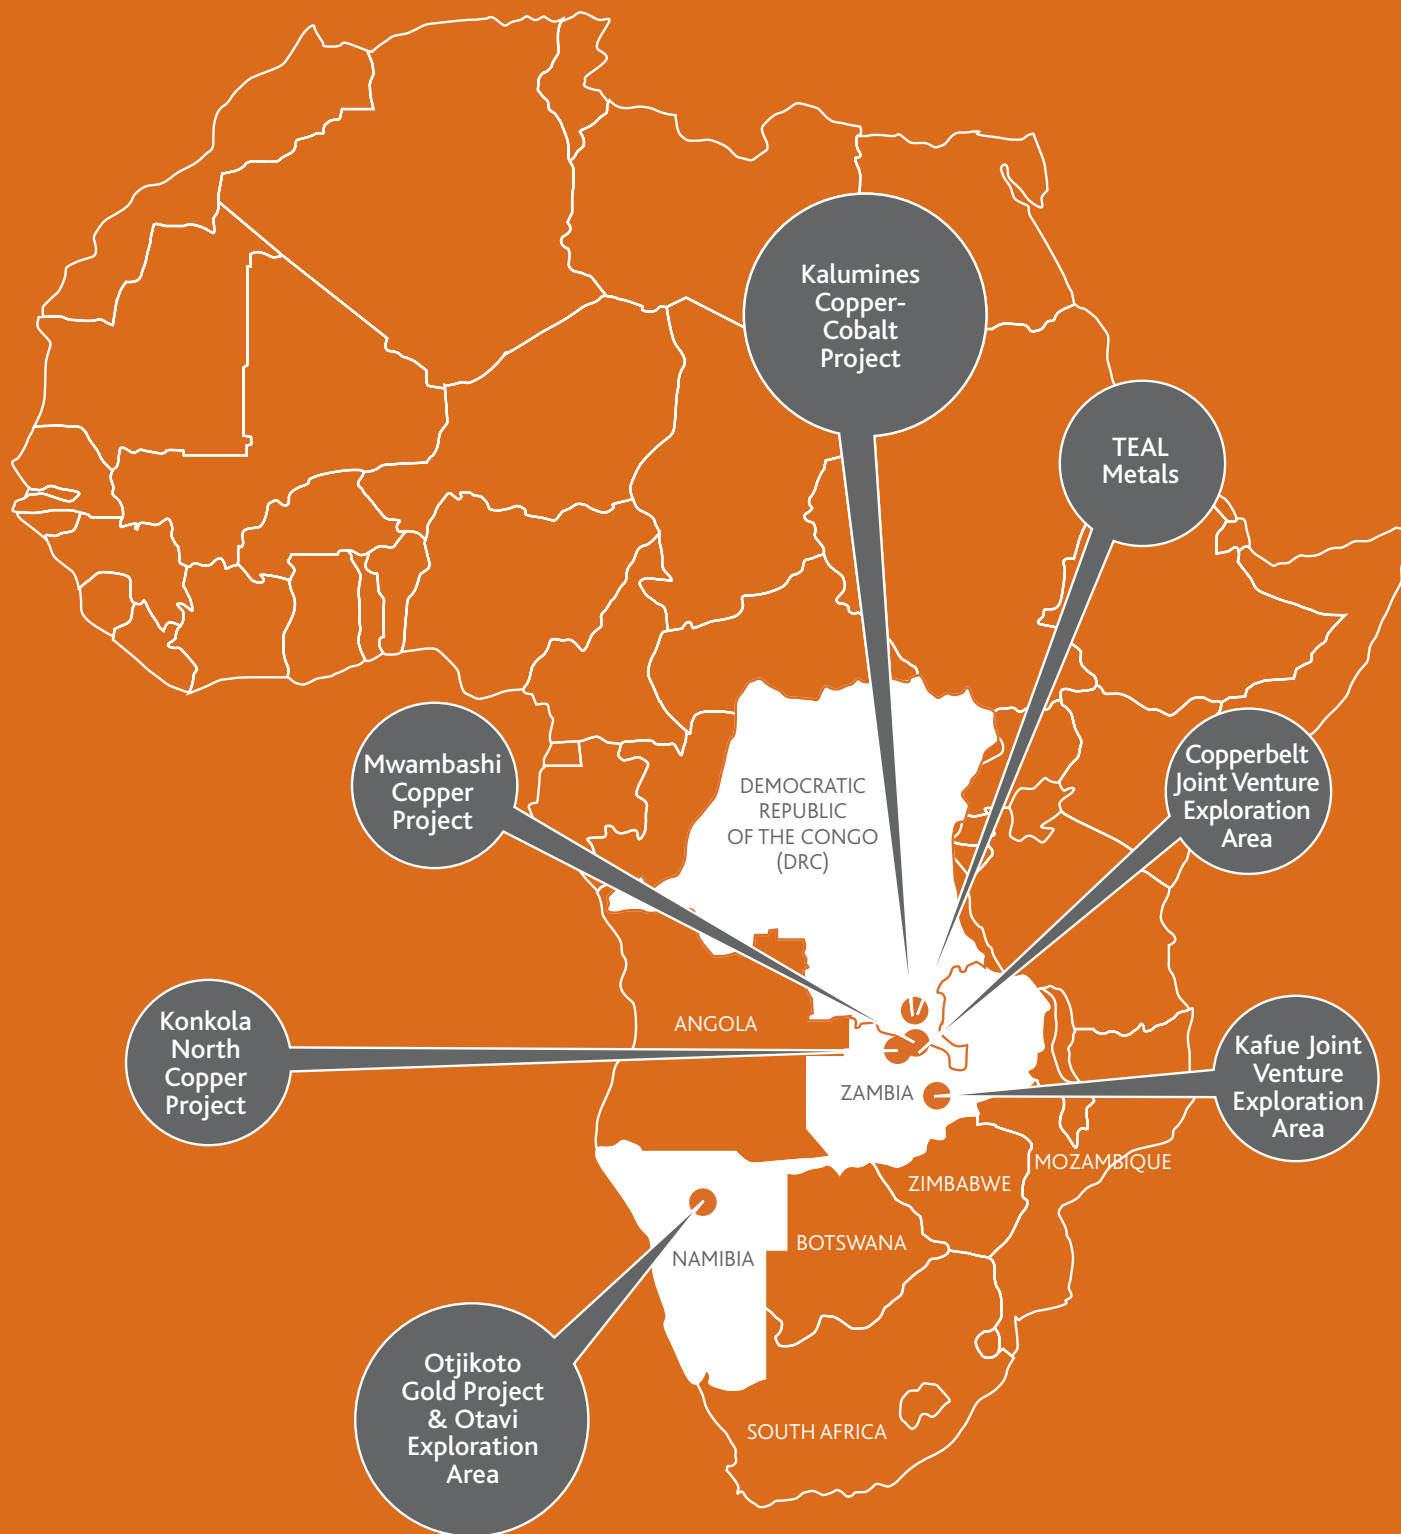 Kalumines
Copper-
Cobalt
Project
TEAL
Metals
Mwambashi
Copper
Project
DEMOCRATIC
REPUBLIC
OF THE CONGO
(DRC)
Copperbelt
Joint Venture
Exploration
Area
Konkola
North
Copper
Project
ANGOLA
ZAMBIA
Kafue Joint
Venture
Exploration
Area
MOZAMBIQUE
ZIMBABWE
BOTSWANA
NAMIBIA
Otjikoto
Gold Project
& Otavi
Exploration
Area
SOUTH AFRICA